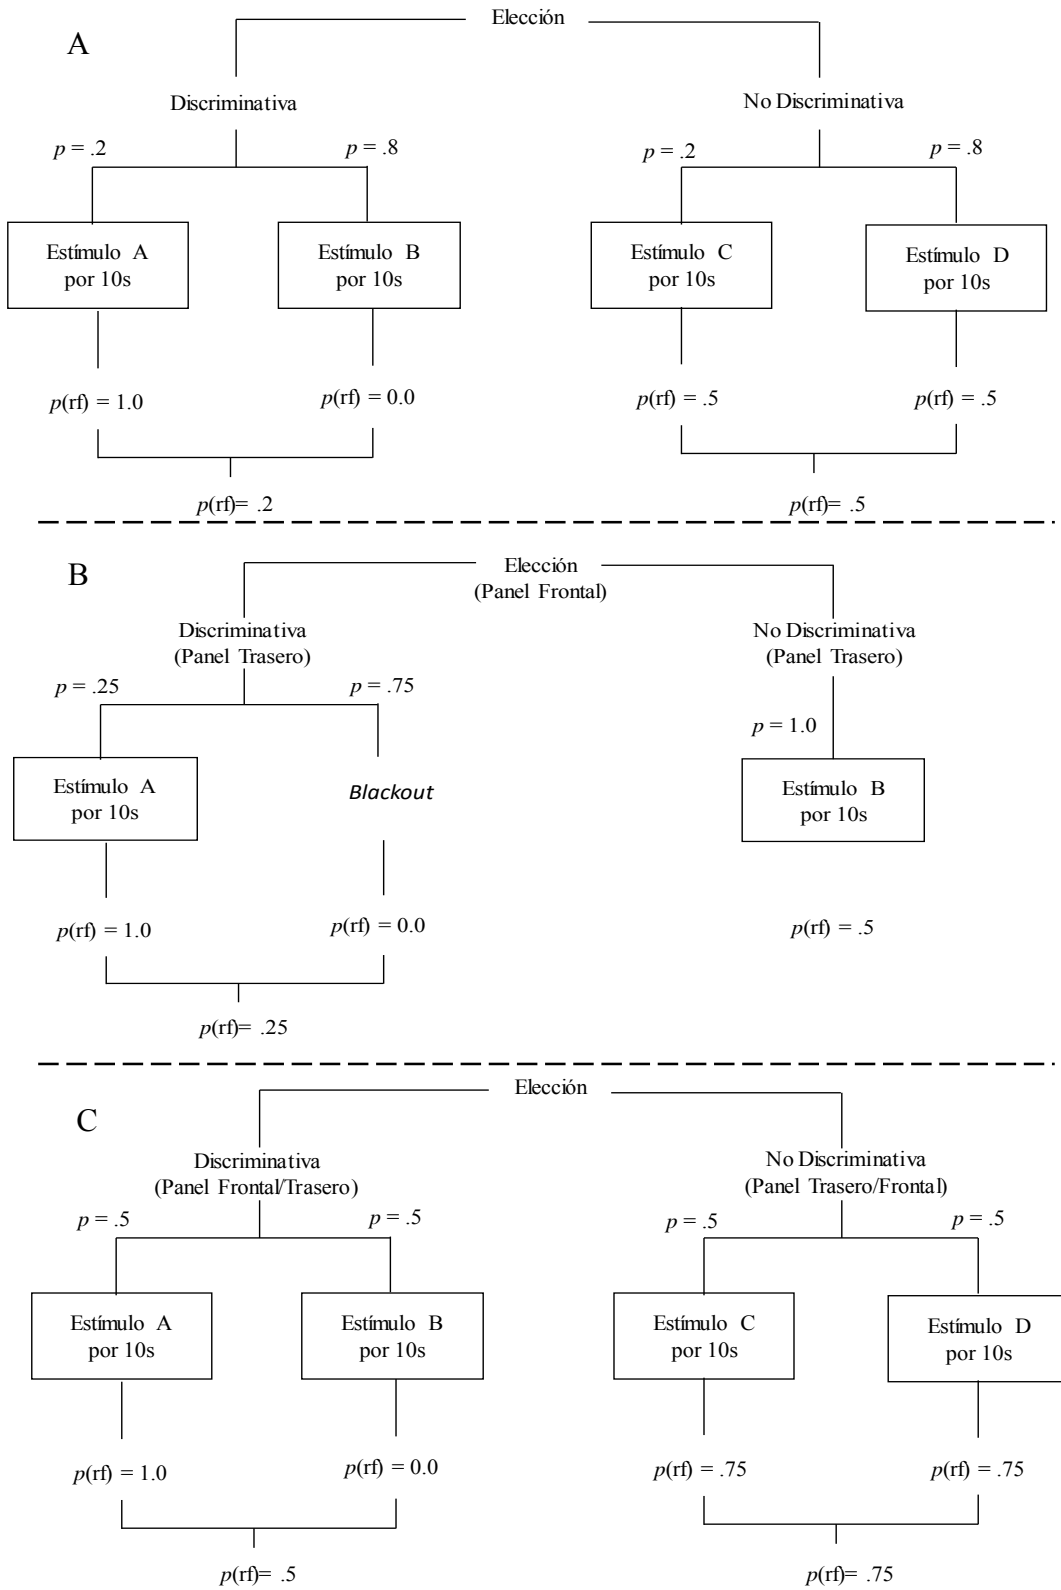 Elección
A
Discriminativa
No Discriminativa
p = .2
p = .8
p = .2
p = .8
Estímulo A
por 10s
Estímulo B
por 10s
Estímulo C
por 10s
Estímulo D
por 10s
p(rf) = 1.0
p(rf) = 0.0
p(rf) = .5
p(rf) = .5
p(rf)= .2
p(rf)= .5
B
Elección
(Panel Frontal)
Discriminativa
(Panel Trasero)
No Discriminativa
(Panel Trasero)
p = .25
p = .75
p = 1.0
Estímulo A
por 10s
Blackout
Estímulo B
por 10s
p(rf) = 1.0
p(rf) = 0.0
p(rf) = .5
p(rf)= .25
Elección
C
Discriminativa
(Panel Frontal/Trasero)
No Discriminativa
(Panel Trasero/Frontal)
p = .5
p = .5
p = .5
p = .5
Estímulo A
por 10s
Estímulo B
por 10s
Estímulo C
por 10s
Estímulo D
por 10s
p(rf) = 1.0
p(rf) = 0.0
p(rf) = .75
p(rf) = .75
p(rf)= .5
p(rf)= .75